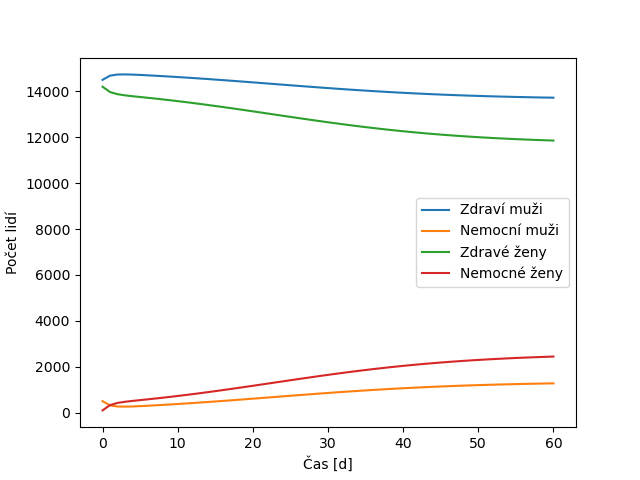 14000
12000
10000
8000
6000
4000
2000
0
Počet lidí
Zdraví muži
Nemocní muži
Zdravé ženy
Nemocné ženy
0 10 20 30 40 50 60
Čas [d]